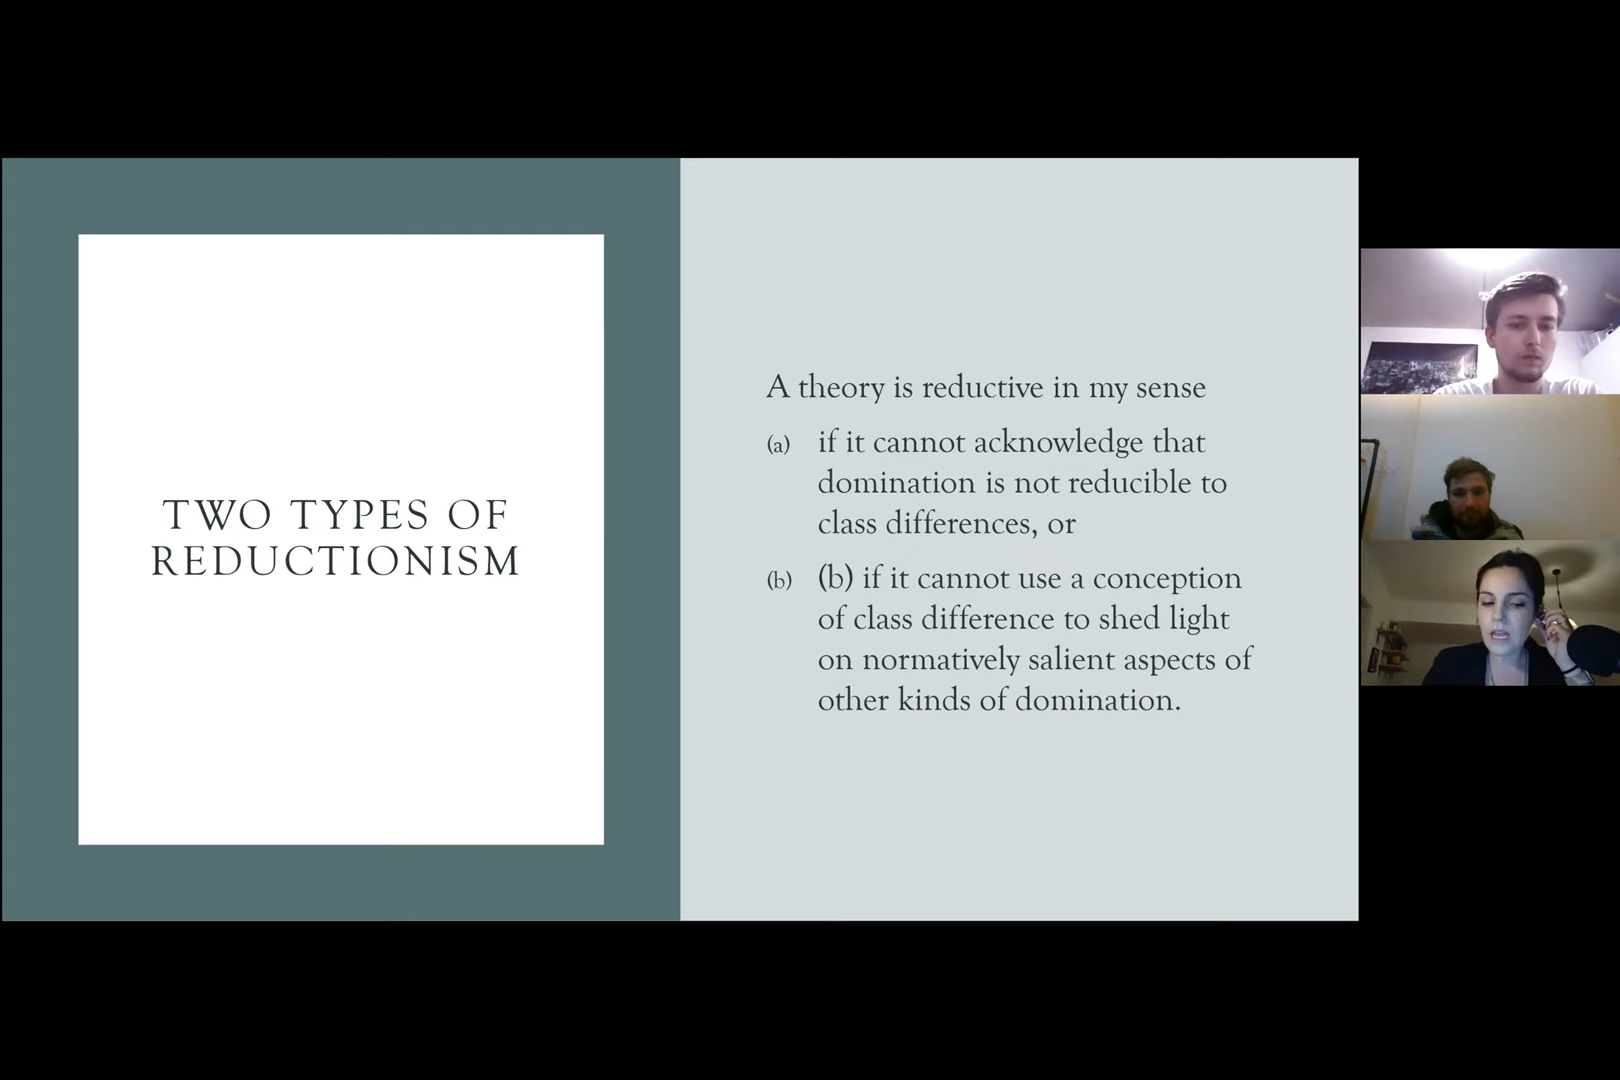 TWO TYPES OF
REDUCTIONISM
A theory is reductive in my sense
(a) if it cannot acknowledge that
domination is not reducible to
class differences, or
(b) (b) if it cannot use a conception
of class difference to shed light
on normatively salient aspects of
other kinds of domination.